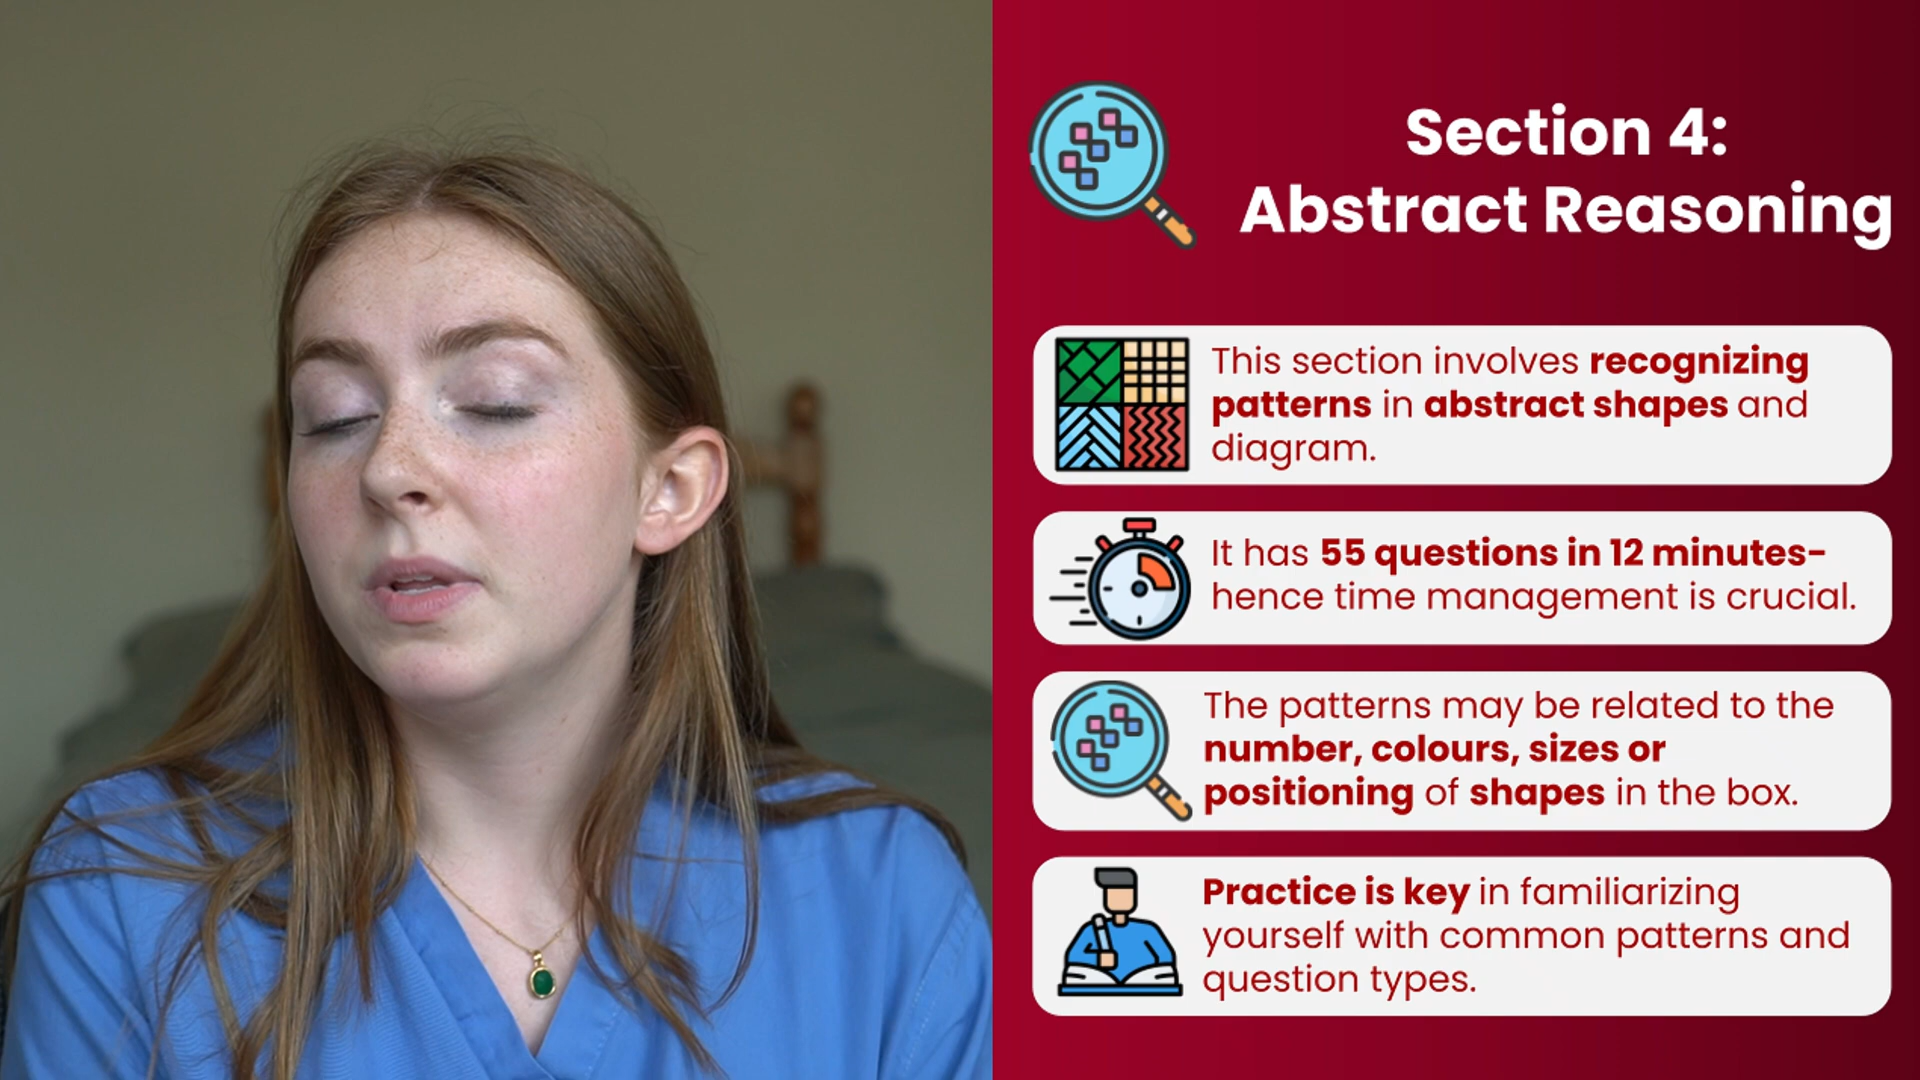 Section 4:
Abstract Reasoning
This section involves recognizing
patterns in abstract shapes and
diagram.
It has 55 questions in 12 minutes-
hence time management is crucial.
The patterns may be related to the
number, colours, sizes or
positioning of shapes in the box.
Practice is key in familiarizing
yourself with common patterns and
question types.